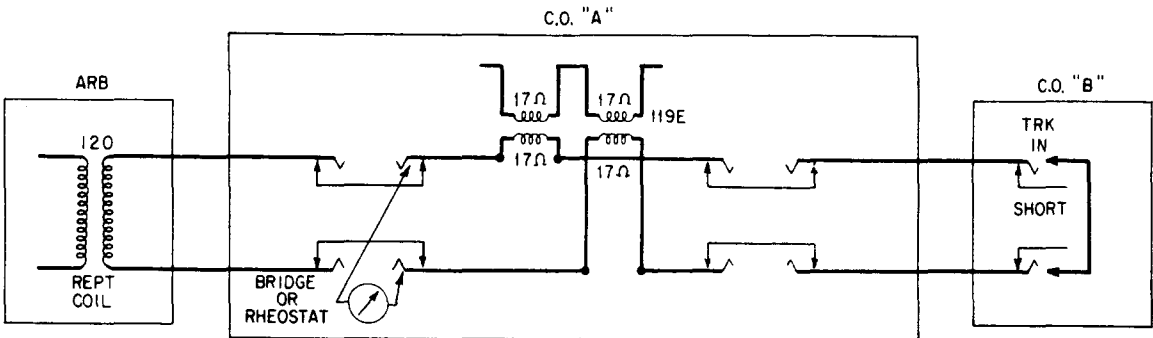 C.O. "A"
ARB
C.O. "B"
17Ω
17Ω
119E
120
TRK
IN
17Ω
17Ω
SHORT
REPT
COIL
BRIDGE
OR
RHEOSTAT